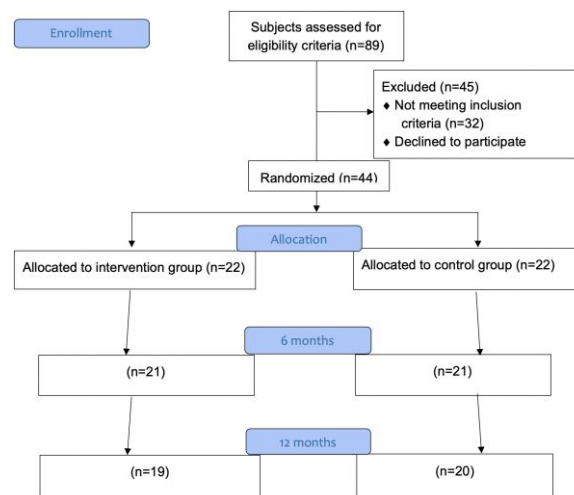 Enrollment
Subjects assessed for
eligibility criteria (n=89)
Excluded (n=45)
♦ Not meeting inclusion
criteria (n=32)
♦ Declined to participate
Randomized (n=44)
Allocation
Allocated to intervention group (n=22)
Allocated to control group (n=22)
6 months
(n=21)
(n=21)
12 months
(n=19)
(n=20)